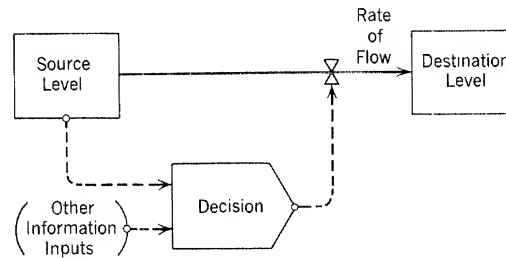 Rate
of
Flow
Source
Level
Destination
Level
Decision
(Other
Information
Inputs)